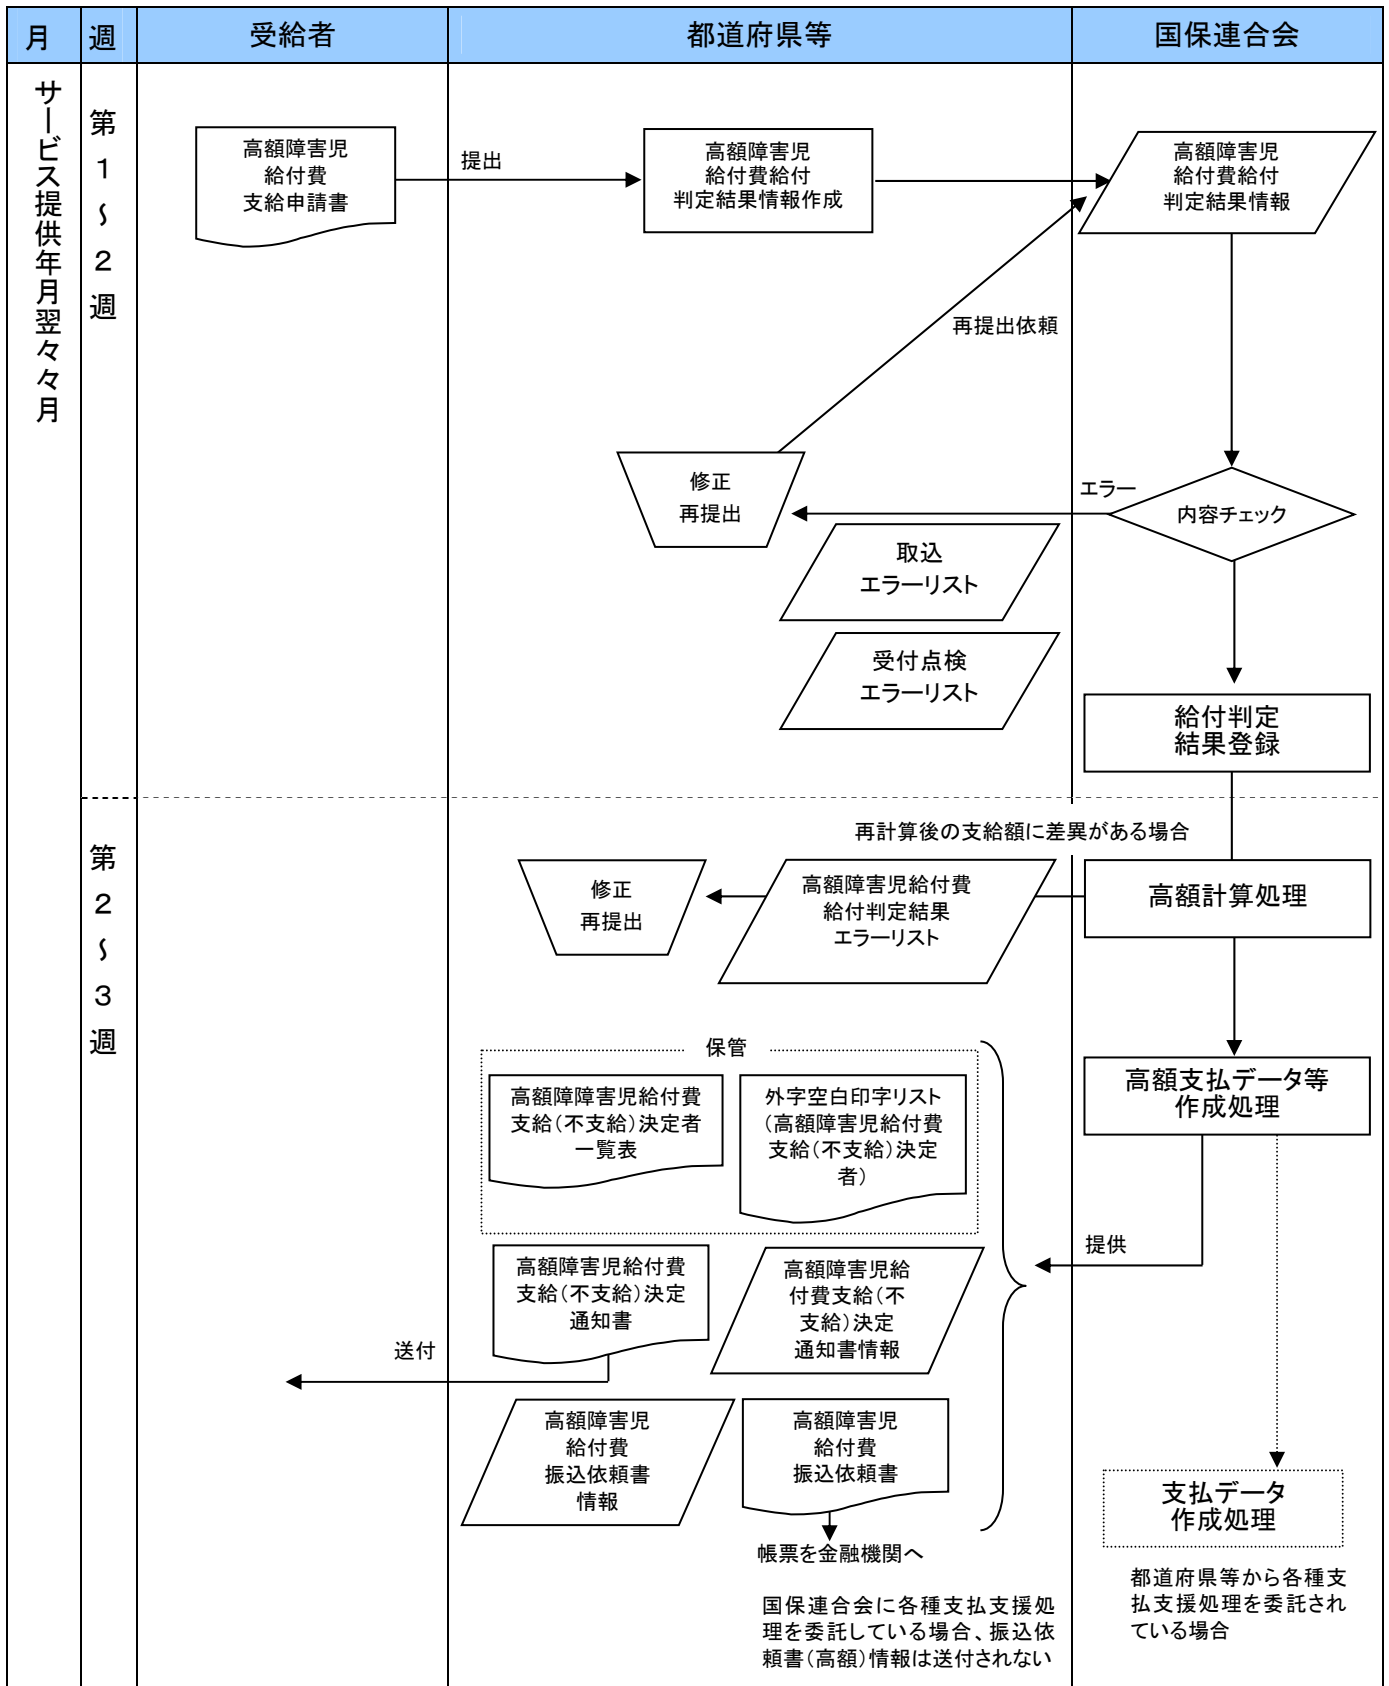 月
週
受給者
都道府県等
国保連合会
サービス提供年月翌々々月
第1～2週
高額障害児
給付費
支給申請書
提出
高額障害児
給付費給付
判定結果情報作成
高額障害児
給付費給付
判定結果情報
再提出依頼
修正
再提出
エラー
内容チェック
取込
エラーリスト
受付点検
エラーリスト
給付判定
結果登録
第2～3週
再計算後の支給額に差異がある場合
修正
再提出
高額障害児給付費
給付判定結果
エラーリスト
高額計算処理
保管
高額障障害児給付費
支給(不支給)決定者
一覧表
外字空白印字リスト
(高額障害児給付費
支給(不支給)決定
者)
高額支払データ等
作成処理
提供
高額障害児給付費
支給(不支給)決定
通知書
高額障害児給
付費支給(不
支給)決定
通知書情報
送付
高額障害児
給付費
振込依頼書
情報
高額障害児
給付費
振込依頼書
帳票を金融機関へ
支払データ
作成処理
国保連合会に各種支払支援処
理を委託している場合、振込依
頼書(高額)情報は送付されない
都道府県等から各種支
払支援処理を委託され
ている場合